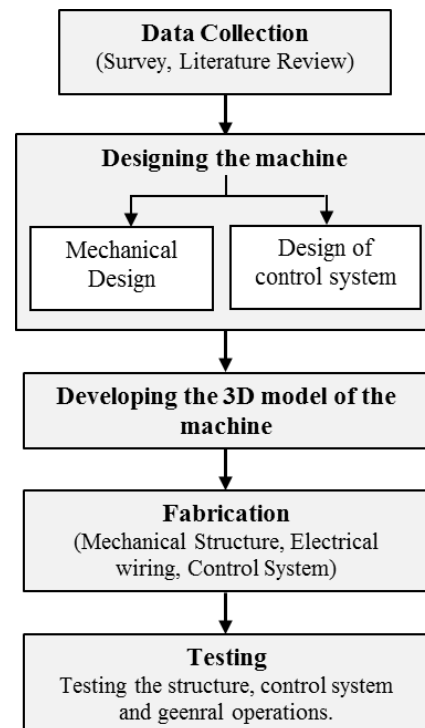 Data Collection
(Survey, Literature Review)
Designing the machine
Mechanical
Design
Design of
control system
Developing the 3D model of the
machine
Fabrication
(Mechanical Structure, Electrical
wiring, Control System)
Testing
Testing the structure, control system
and geenral operations.